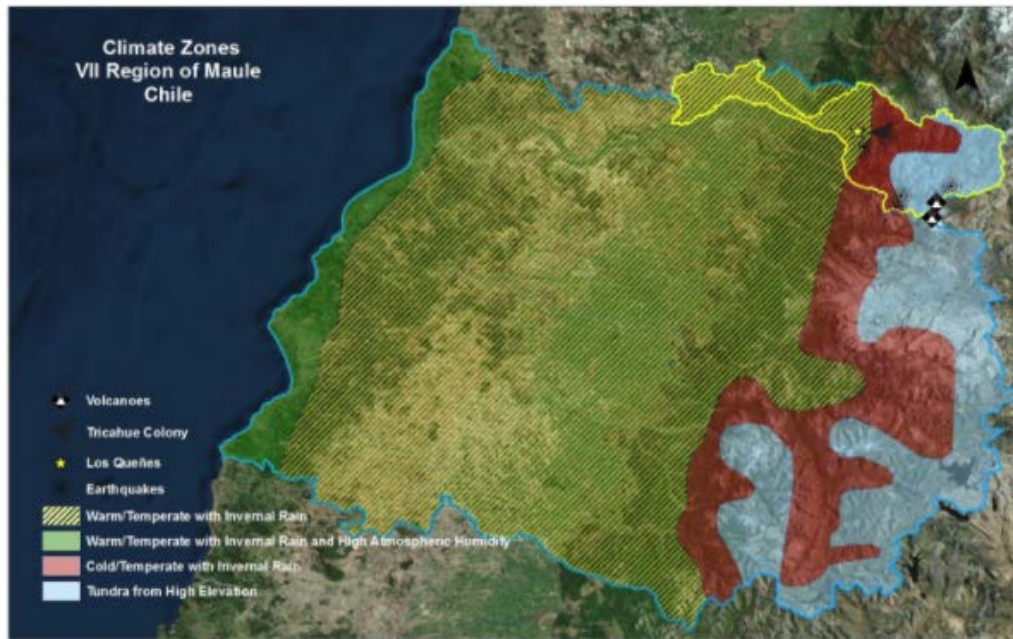 Climate Zones
VII Region of Maule
Chile
Volcanoes
Tricahue Colony
Los Queñes
Earthquakes
Warm/Temperate with Invernal Rain
Warm/Temperate with Invernal Rain and High Atmospheric Humidity
Cold/Temperate with Invernal Rain
Tundra from High Elevation